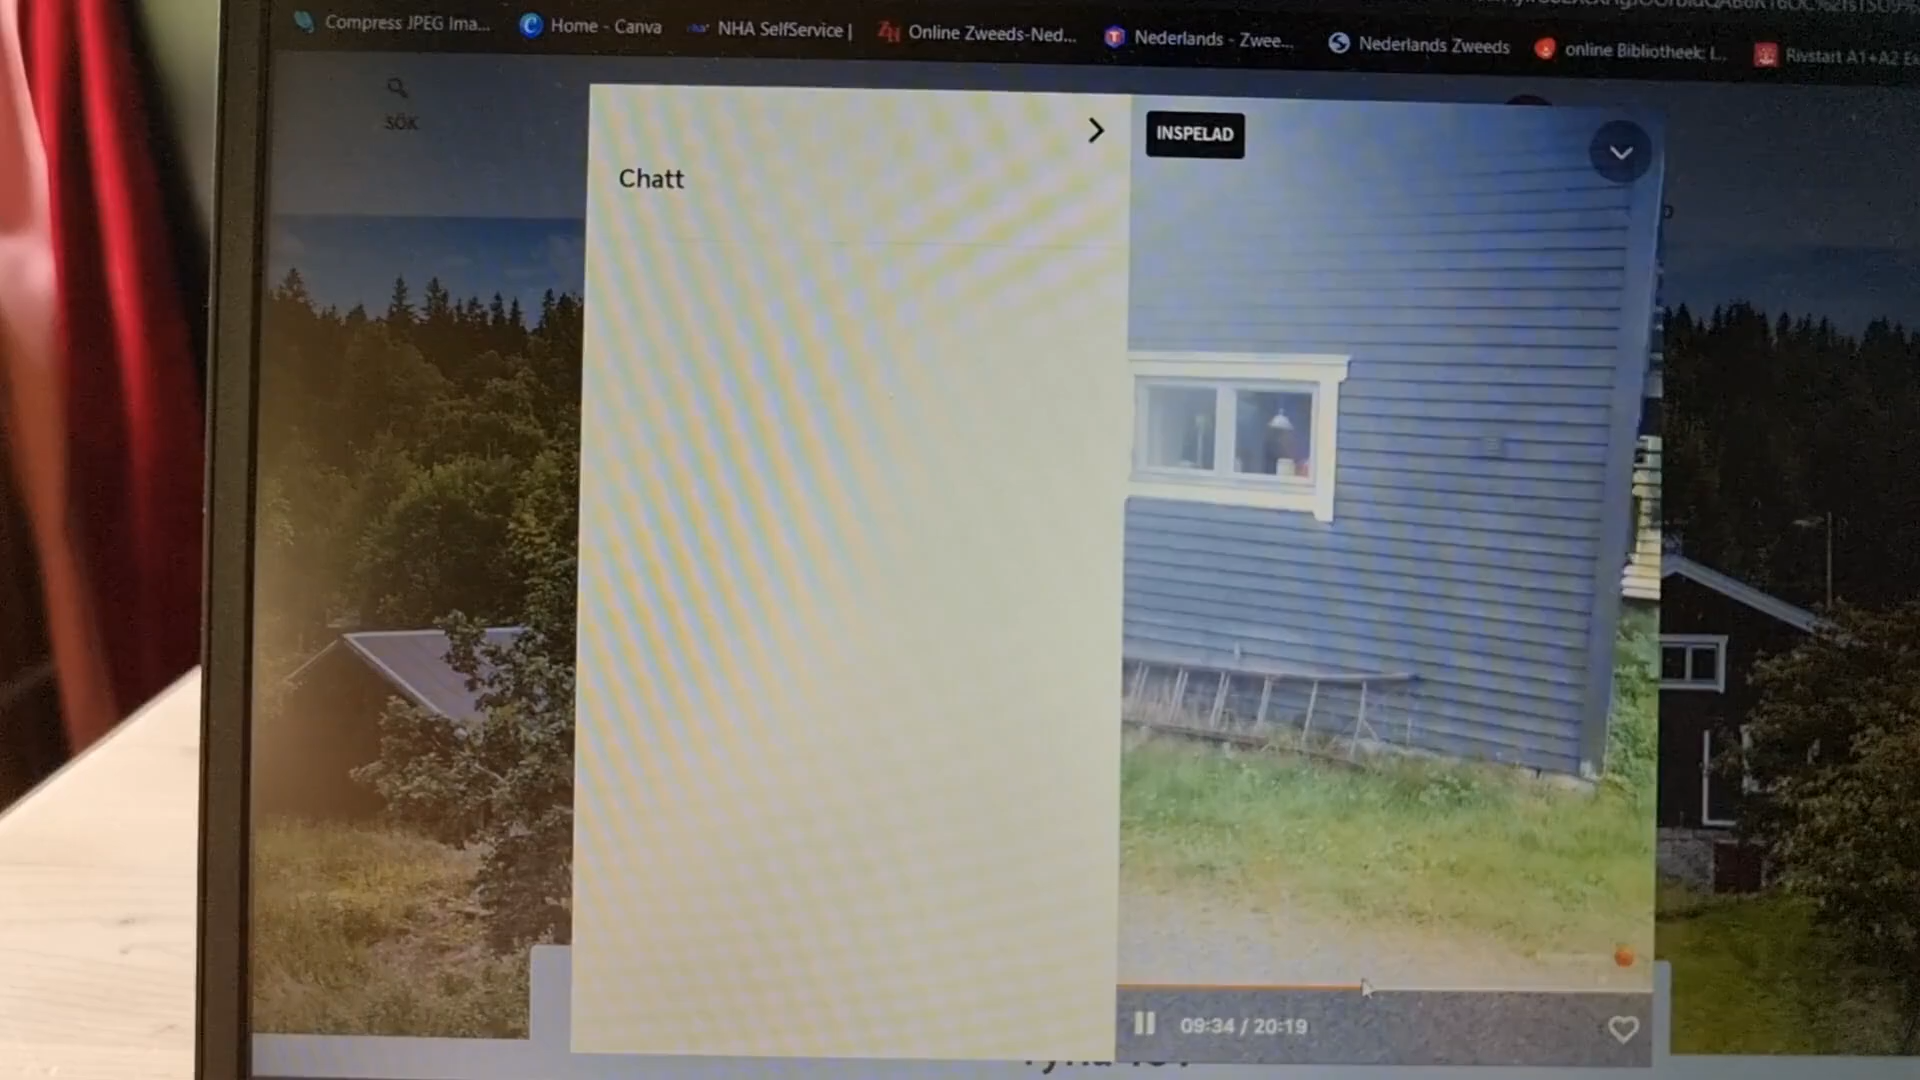 Compress JPEG Ima...
Home - Canva
NHA SelfService |
Online Zweeds-Ned...
Nederlands - Zwee...
Nederlands Zweeds
online Bibliotheek: I...
Rivstart A1+A2
SÖK
Chatt
INSPELAD
09:34 / 20:19